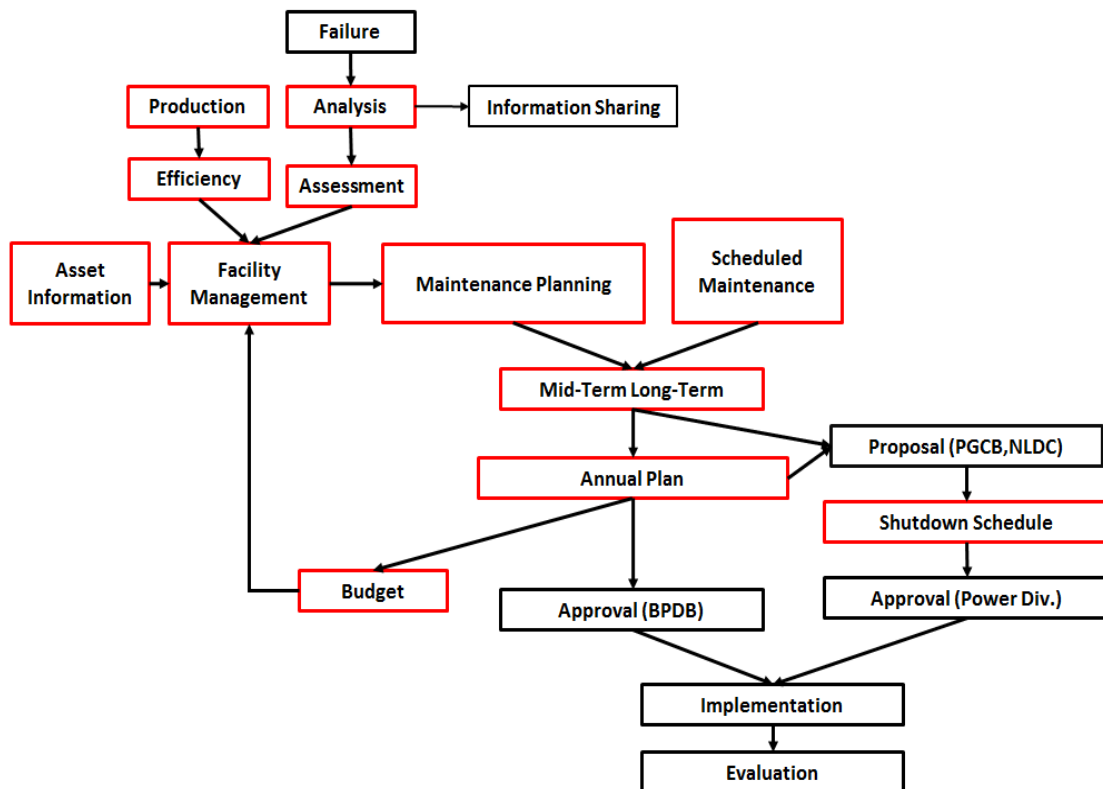 Failure
Production
Analysis
Information Sharing
Efficiency
Assessment
Asset
Information
Facility
Management
Maintenance Planning
Scheduled
Maintenance
Mid-Term Long-Term
Proposal (PGCB,NLDC)
Annual Plan
Shutdown Schedule
Budget
Approval (BPDB)
Approval (Power Div.)
Implementation
Evaluation